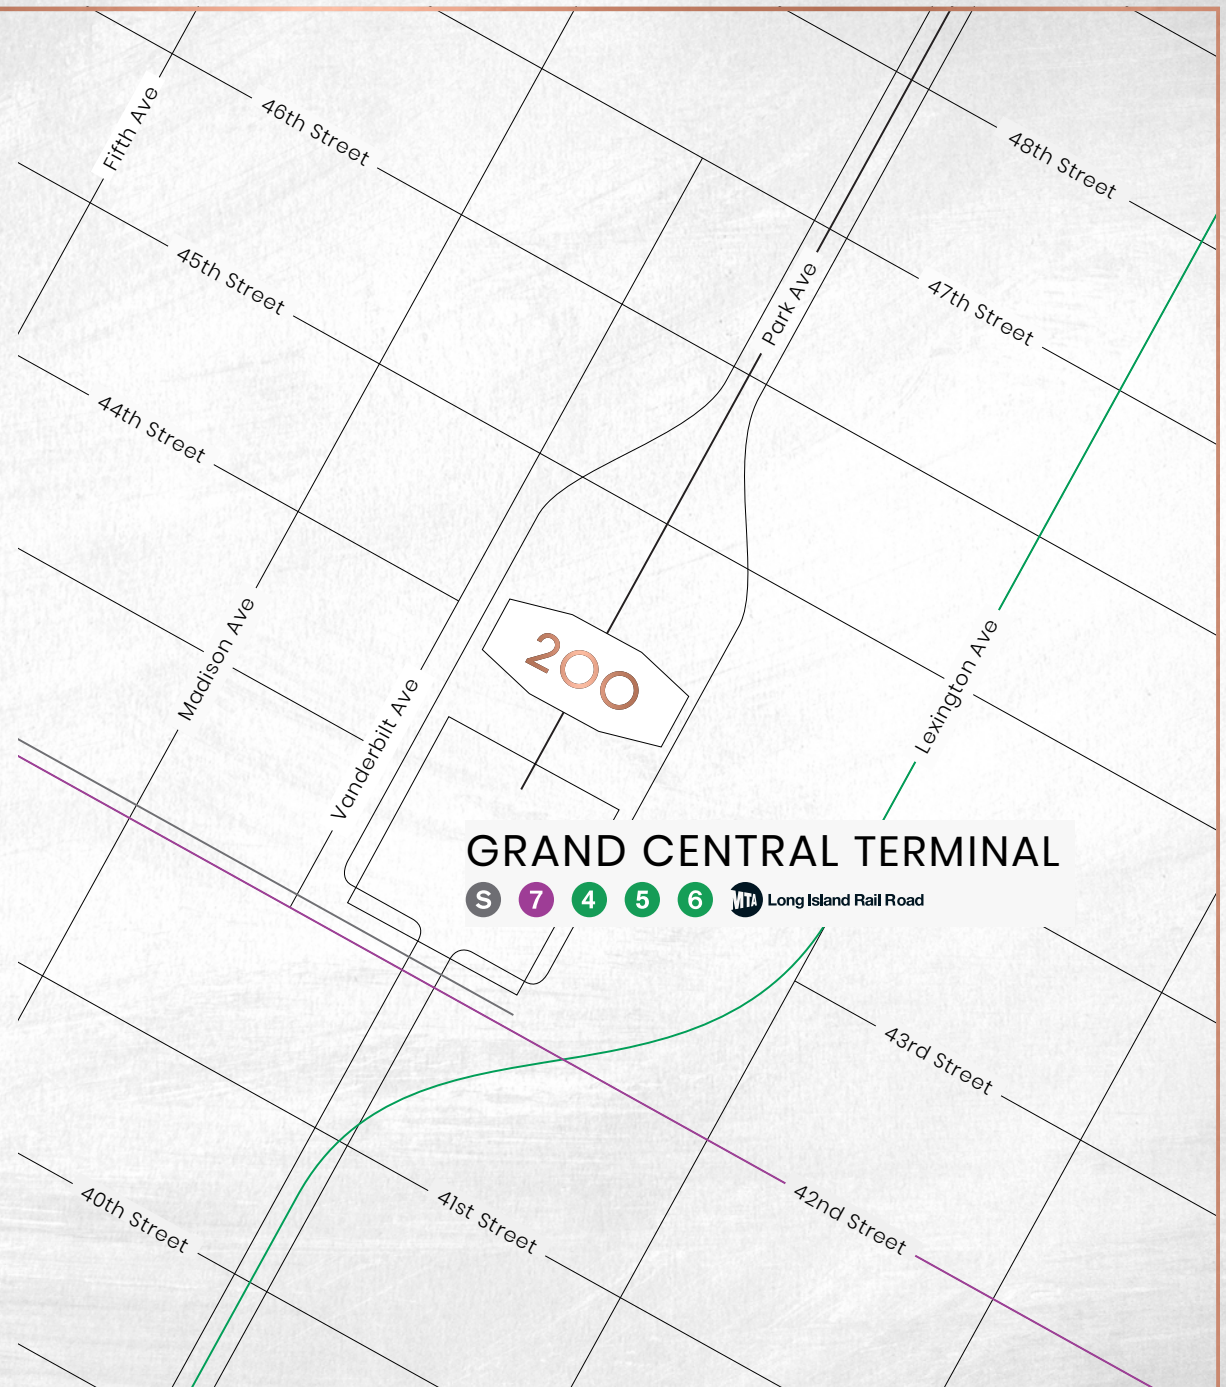 Fifth Ave
46th Street
48th Street
45th Street
Park Ave
47th Street
44th Street
Madison Ave
200
Lexington Ave
Vanderbilt Ave
GRAND CENTRAL TERMINAL
S 7 4 5 6 MTA Long Island Rail Road
43rd Street
40th Street
41st Street
42nd Street